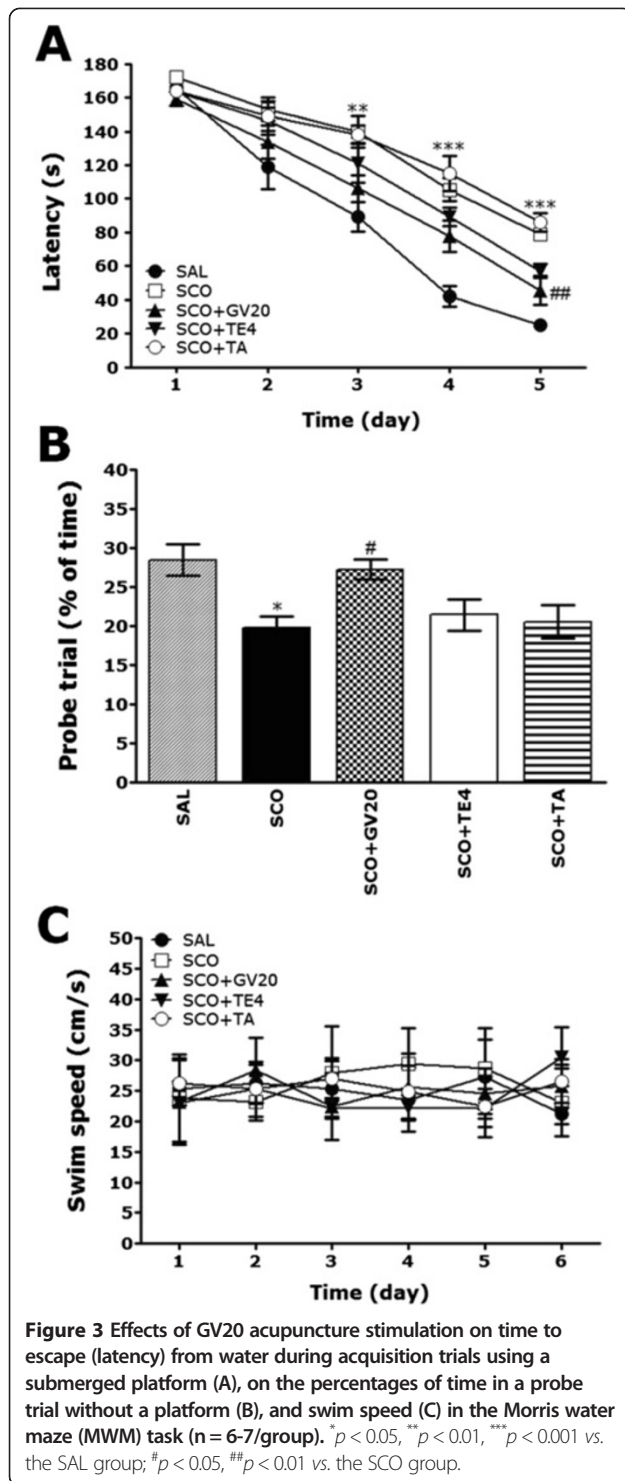 A
180
160
140
120
100
80
60
40
20
0
Latency (s)
**
***
***
##
SAL
SCO
SCO+GV20
SCO+TE4
SCO+TA
1 2 3 4 5
Time (day)
B
40
35
30
25
20
15
10
5
0
Probe trial (% of time)
*
#
SAL
SCO
SCO+GV20
SCO+TE4
SCO+TA
C
50
45
40
35
30
25
20
15
10
5
0
Swim speed (cm/s)
SAL
SCO
SCO+GV20
SCO+TE4
SCO+TA
1 2 3 4 5 6
Time (day)
Figure 3 Effects of GV20 acupuncture stimulation on time to
escape (latency) from water during acquisition trials using a
submerged platform (A), on the percentages of time in a probe
trial without a platform (B), and swim speed (C) in the Morris water
maze (MWM) task (n = 6-7/group). *p < 0.05, **p < 0.01, ***p < 0.001 vs.
the SAL group; #p < 0.05, ##p < 0.01 vs. the SCO group.